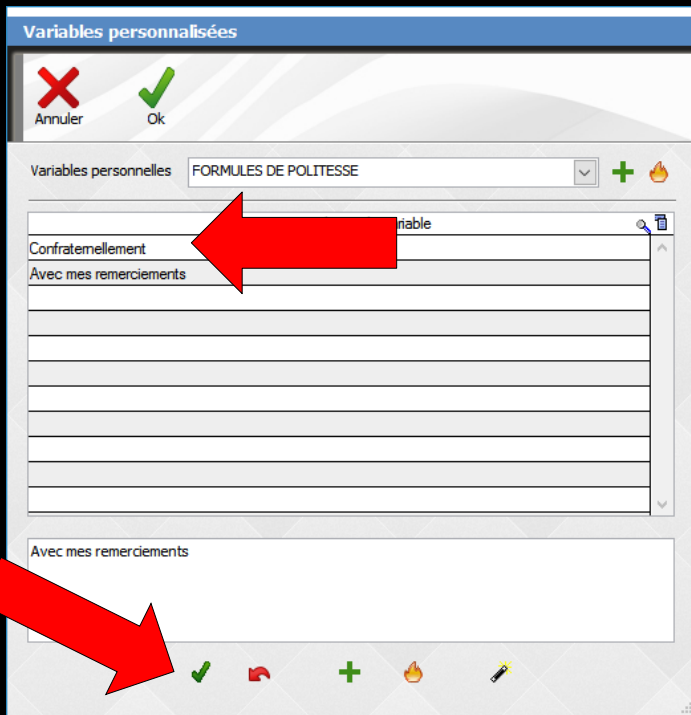 Variables personnalisées
Annuler Ok
Variables personnelles FORMULES DE POLITESSE
Confraternellement
Avec mes remerciements
Avec mes remerciements